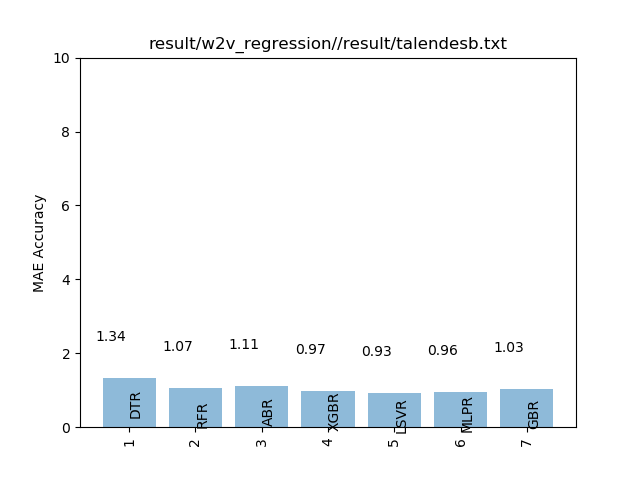 result/w2v_regression//result/talendesb.txt
MAE Accuracy
10
8
6
4
2
0
1.34
1.07
1.11
0.97
0.93
0.96
1.03
DTR
RFR
ABR
XGBR
LSVR
MLPR
GBR
1
2
3
4
5
6
7